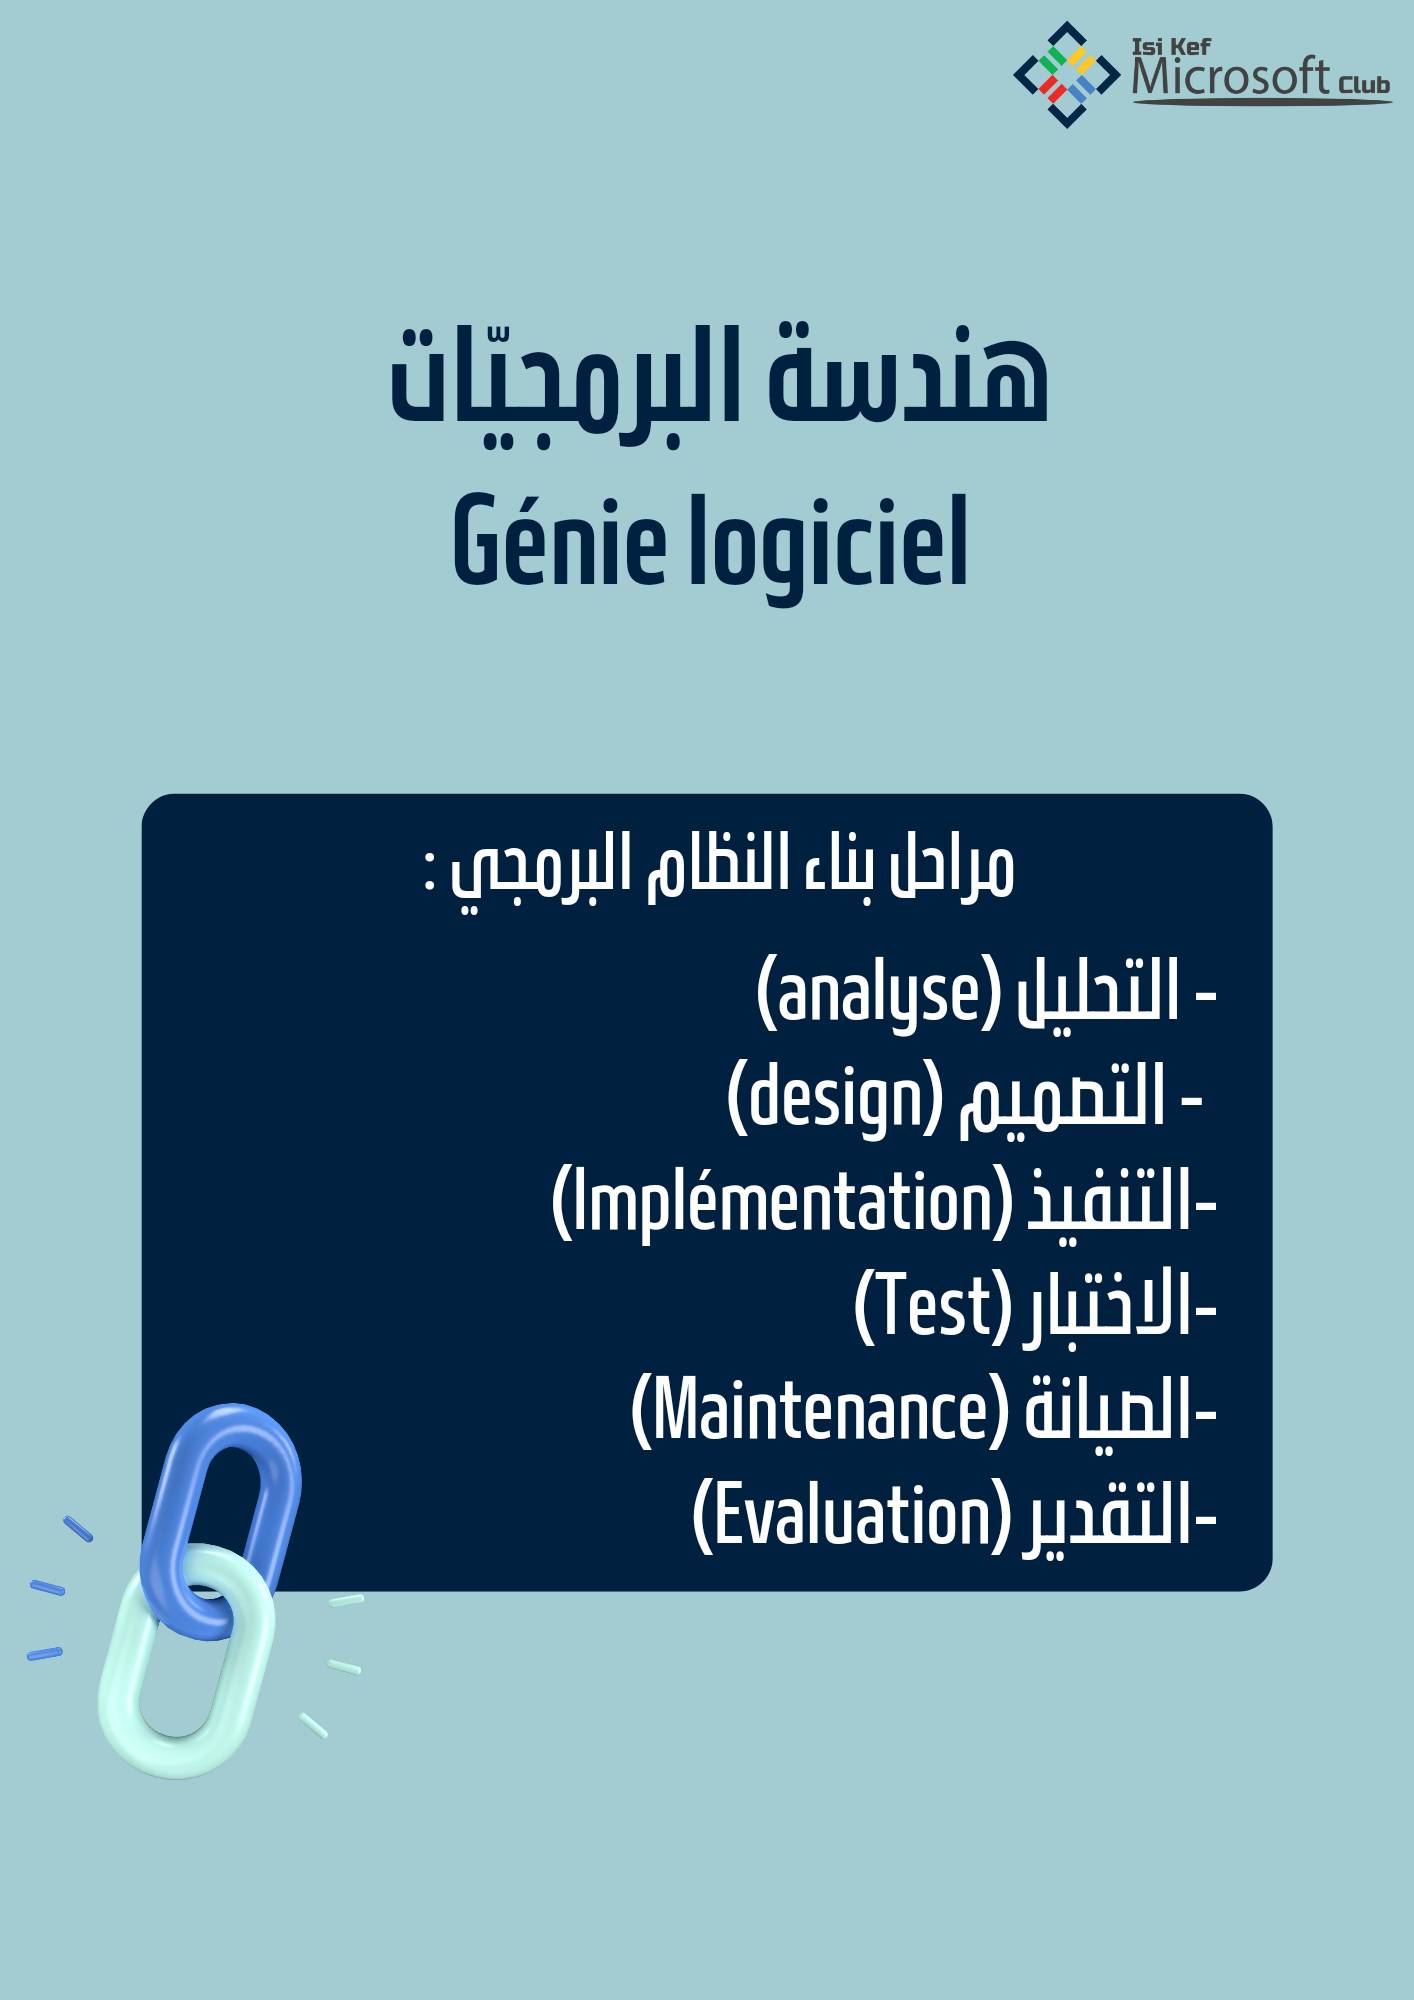 Isi Kef
Microsoft Club
هندسة البرمجيّات
Génie logiciel
مراحل بناء النظام البرمجي :
- التحليل (analyse)
- التصميم (design)
-التنفيذ (Implémentation)
-الاختبار (Test)
-الصيانة (Maintenance)
-التقدير (Evaluation)